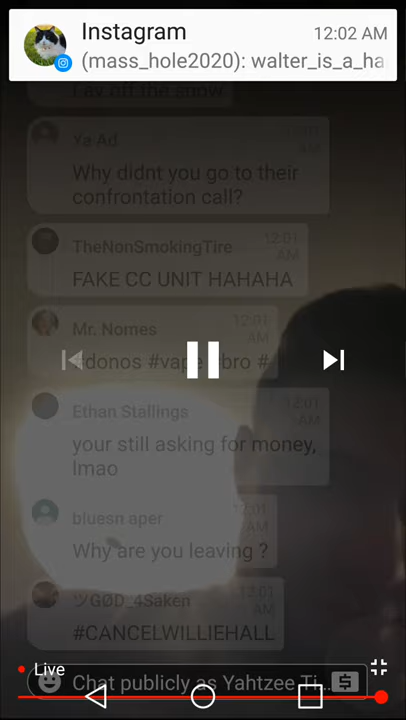 Instagram 12:02 AM
(mass_hole2020): walter_is_a_ha
Lay off the snow
Ya Ad
Why didnt you go to their
confrontation call?
TheNonSmokingTire 12:01
AM
FAKE CC UNIT HAHAHA
Mr. Nomes 12:01
AM
#donos #vape #bro #
Ethan Stallings 12:01
AM
your still asking for money,
lmao
bluesn aper 12:01
AM
Why are you leaving ?
ツGØD_4Saken 12:01
AM
#CANCELWILLIEHALL
Live
Chat publicly as Yahtzee Ti...